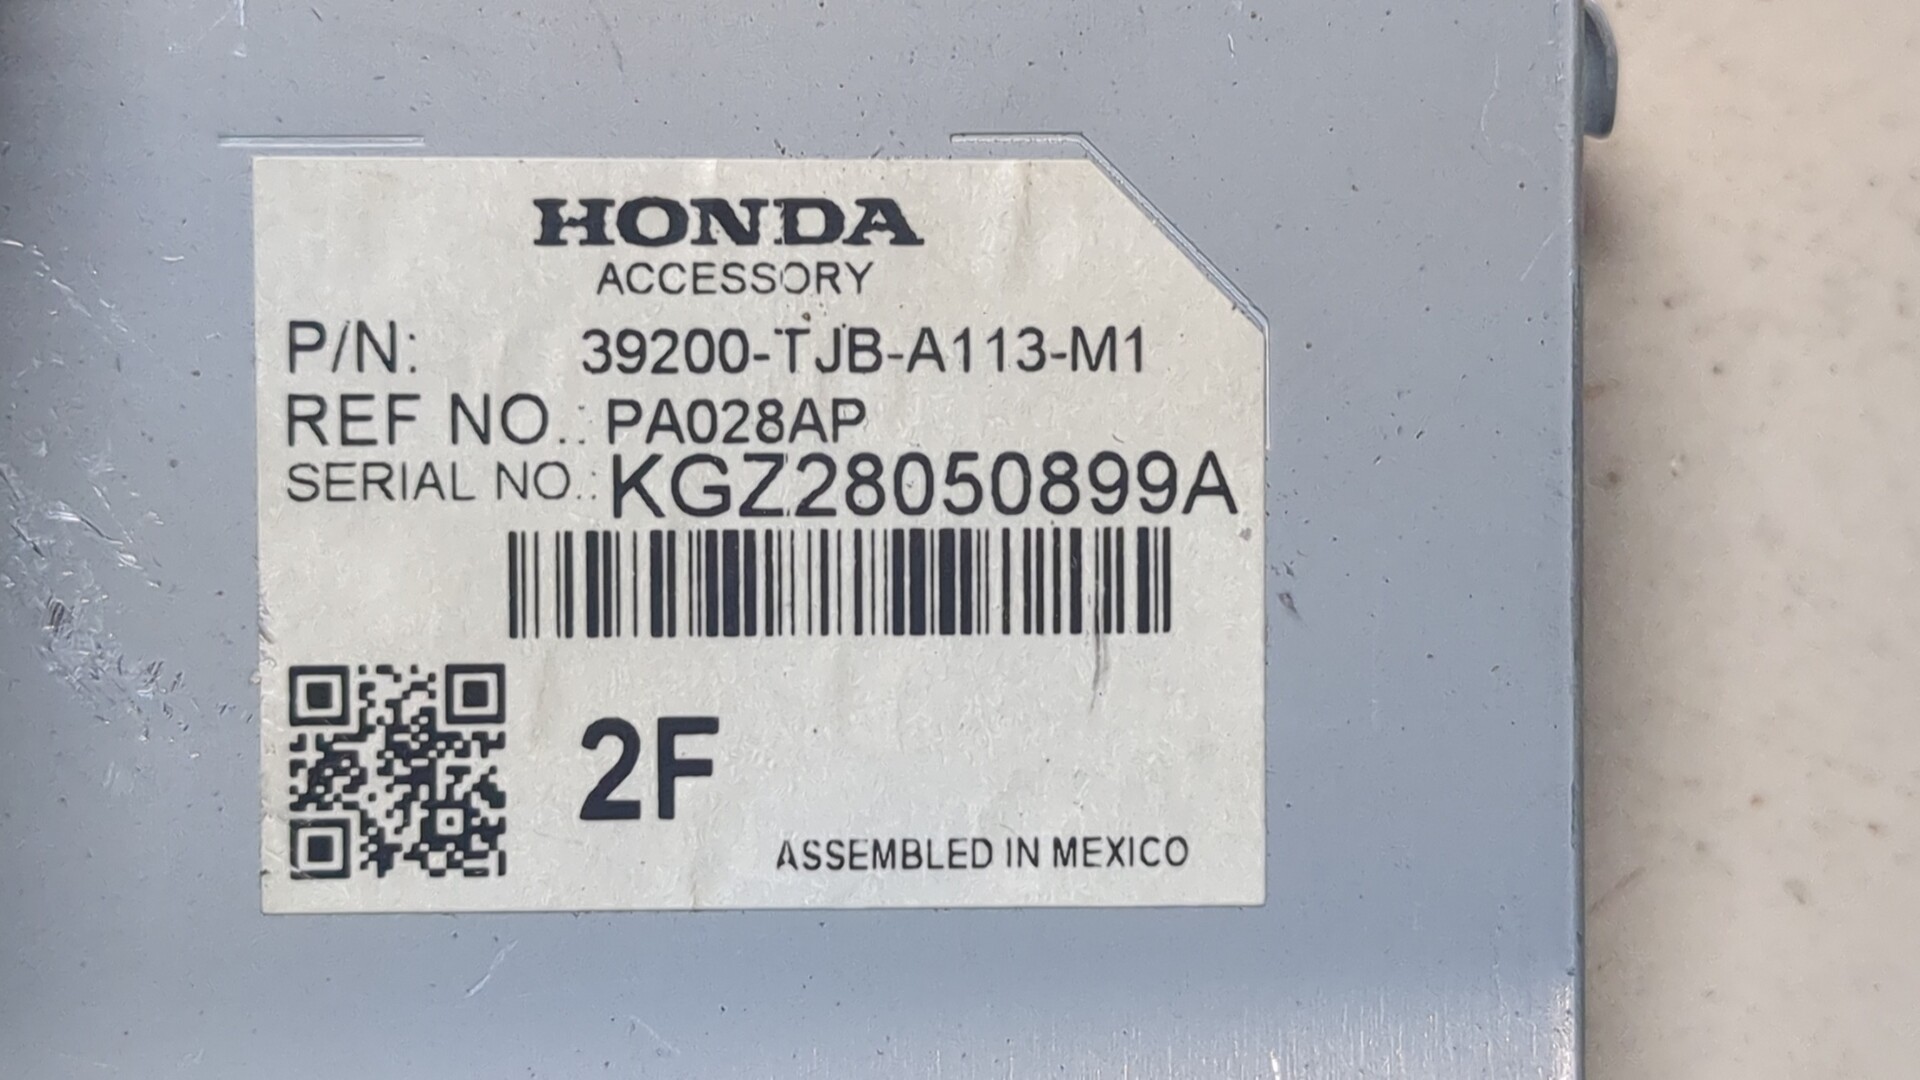 HONDA
ACCESSORY
P/N: 39200-TJB-A113-M1
REF NO.: PA028AP
SERIAL NO.: KGZ28050899A
2F
ASSEMBLED IN MEXICO